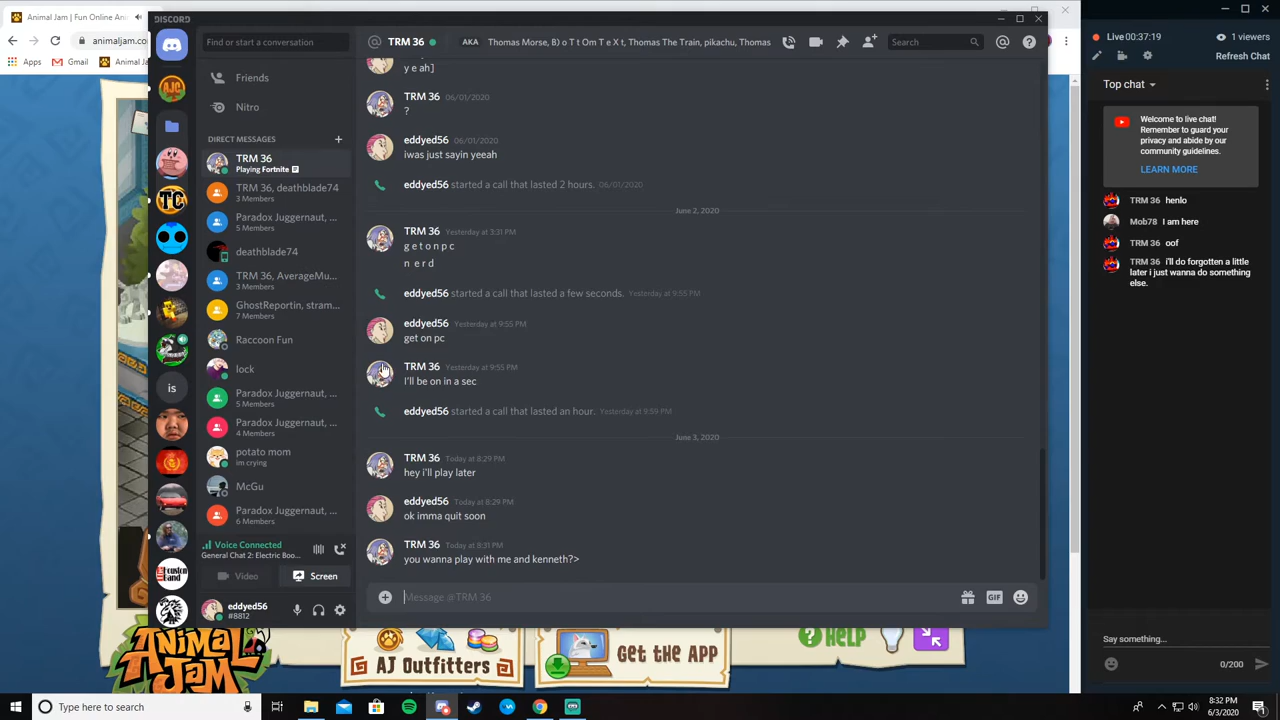 Animal Jam | Fun Online Ani
animaljam.com
Apps
Gmail
Animal Ja
DISCORD
Find or start a conversation
Friends
Nitro
DIRECT MESSAGES
TRM 36
Playing Fortnite
TRM 36, deathblade74
3 Members
Paradox Juggernaut, ...
5 Members
deathblade74
TRM 36, AverageMu...
3 Members
GhostReportin, stram...
7 Members
Raccoon Fun
lock
Paradox Juggernaut, ...
5 Members
Paradox Juggernaut, ...
4 Members
potato mom
im crying
McGu
Paradox Juggernaut, ...
6 Members
Voice Connected
General Chat 2: Electric Boo...
Video
Screen
eddyed56
#8812
AJC
TC
is
TRM 36
AKA Thomas Morse, B) o T t Om T e X t, Thomas The Train, pikachu, Thomas
Search
y e ah]
TRM 36 06/01/2020
?
eddyed56 06/01/2020
iwas just sayin yeeah
eddyed56 started a call that lasted 2 hours. 06/01/2020
June 2, 2020
TRM 36 Yesterday at 3:31 PM
g e t o n p c
n e r d
eddyed56 started a call that lasted a few seconds. Yesterday at 9:55 PM
eddyed56 Yesterday at 9:55 PM
get on pc
TRM 36 Yesterday at 9:55 PM
I'll be on in a sec
eddyed56 started a call that lasted an hour. Yesterday at 9:59 PM
June 3, 2020
TRM 36 Today at 8:29 PM
hey i'll play later
eddyed56 Today at 8:29 PM
ok imma quit soon
TRM 36 Today at 8:31 PM
you wanna play with me and kenneth?>
Message @TRM 36
GIF
ANIMAL JAM
AJ Outfitters
Get the App
HELP
Live 00:37:19
1 viewers
Refresh Chat
Top chat
Welcome to live chat!
Remember to guard your
privacy and abide by our
community guidelines.
LEARN MORE
TRM 36 henlo
Mob78 I am here
TRM 36 oof
TRM 36 i'll do forgotten a little
later i just wanna do something
else.
Say something...
0/200
Type here to search
8:32 PM
6/3/2020